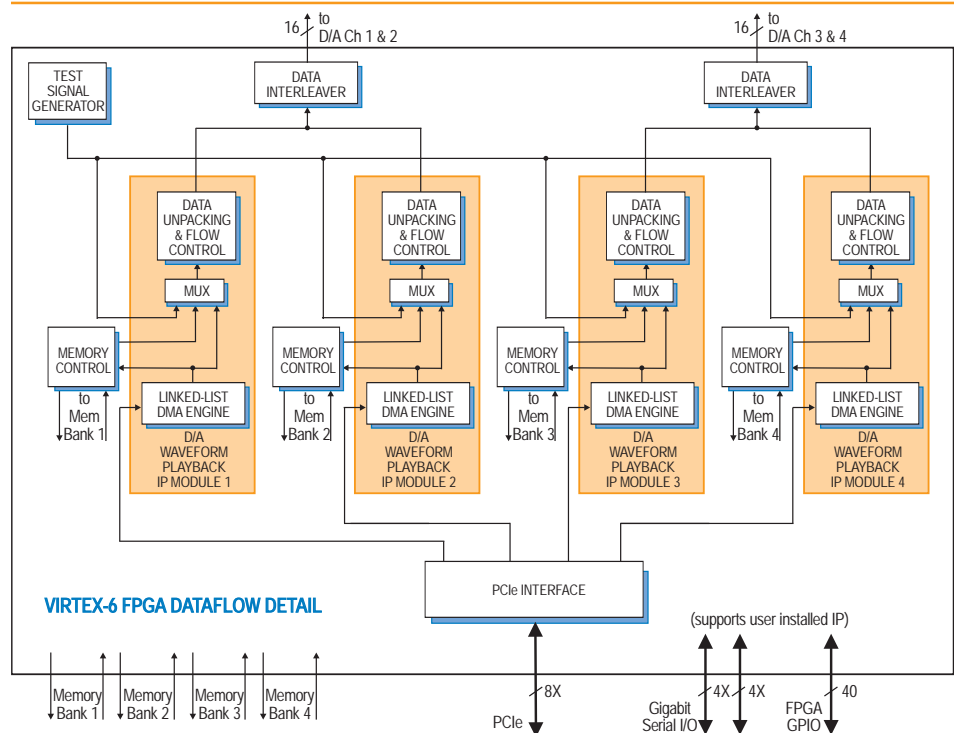 16
to
D/A Ch 1 & 2
16
to
D/A Ch 3 & 4
TEST
SIGNAL
GENERATOR
DATA
INTERLEAVER
DATA
INTERLEAVER
DATA
UNPACKING
& FLOW
CONTROL
DATA
UNPACKING
& FLOW
CONTROL
DATA
UNPACKING
& FLOW
CONTROL
DATA
UNPACKING
& FLOW
CONTROL
MUX
MUX
MUX
MUX
MEMORY
CONTROL
MEMORY
CONTROL
MEMORY
CONTROL
MEMORY
CONTROL
to
Mem
Bank 1
LINKED-LIST
DMA ENGINE
D/A
WAVEFORM
PLAYBACK
IP MODULE 1
to
Mem
Bank 2
LINKED-LIST
DMA ENGINE
D/A
WAVEFORM
PLAYBACK
IP MODULE 2
to
Mem
Bank 3
LINKED-LIST
DMA ENGINE
D/A
WAVEFORM
PLAYBACK
IP MODULE 3
to
Mem
Bank 4
LINKED-LIST
DMA ENGINE
D/A
WAVEFORM
PLAYBACK
IP MODULE 4
PCIe INTERFACE
VIRTEX-6 FPGA DATAFLOW DETAIL
(supports user installed IP)
Memory
Bank 1
Memory
Bank 2
Memory
Bank 3
Memory
Bank 4
8X
PCIe
4X
4X
Gigabit
Serial I/O
40
FPGA
GPIO